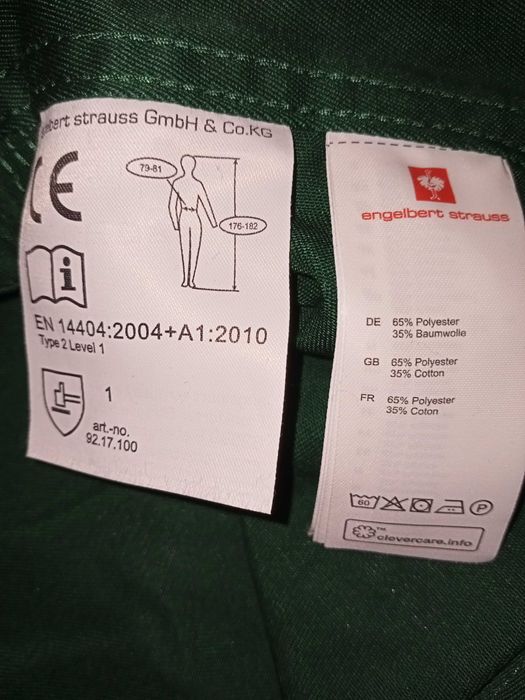 engelbert strauss GmbH & Co.KG
CE
79-81
176-182
i
EN 14404:2004+A1:2010
Type 2 Level 1
1
art.-no.
92.17.100
engelbert strauss
DE 65% Polyester
35% Baumwolle
GB 65% Polyester
35% Cotton
FR 65% Polyester
35% Coton
60 P
™
clevercare.info